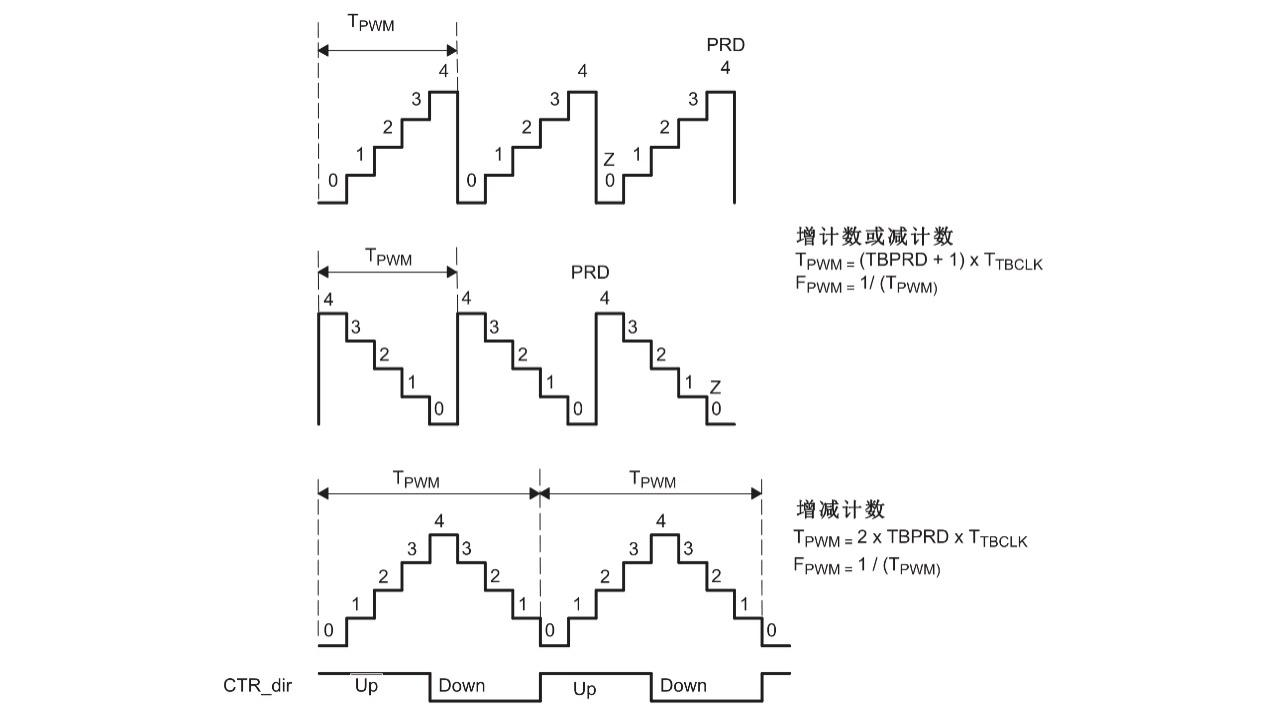 TPWM
PRD
4 4 4
3 3 3
2 2 2
1 1 Z 1
0 0 0
增计数或减计数
TPWM = (TBPRD + 1) x TTBCLK
FPWM = 1/ (TPWM)
TPWM
PRD
4 4 4
3 3 3
2 2 2
1 1 1 Z
0 0 0
TPWM TPWM
增减计数
TPWM = 2 x TBPRD x TTBCLK
FPWM = 1 / (TPWM)
4 4
3 3 3 3
2 2 2 2
1 1 1 1
0 0 0
CTR_dir Up Down Up Down